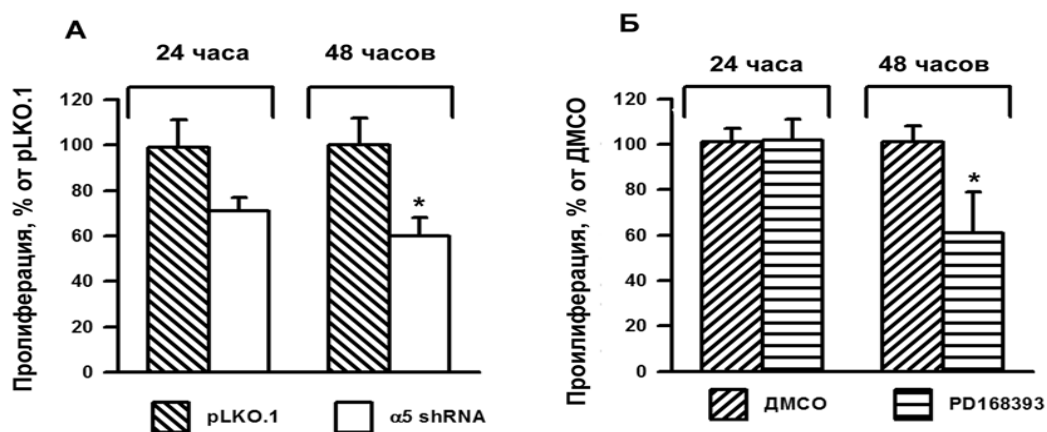 А
24 часа 48 часов
Пролиферация, % от pLKO.1
120
100
80
60
40
20
0
*
pLKO.1 α5 shRNA
Б
24 часа 48 часов
Проилиферация, % от ДМСО
120
100
80
60
40
20
0
*
ДМСО PD168393